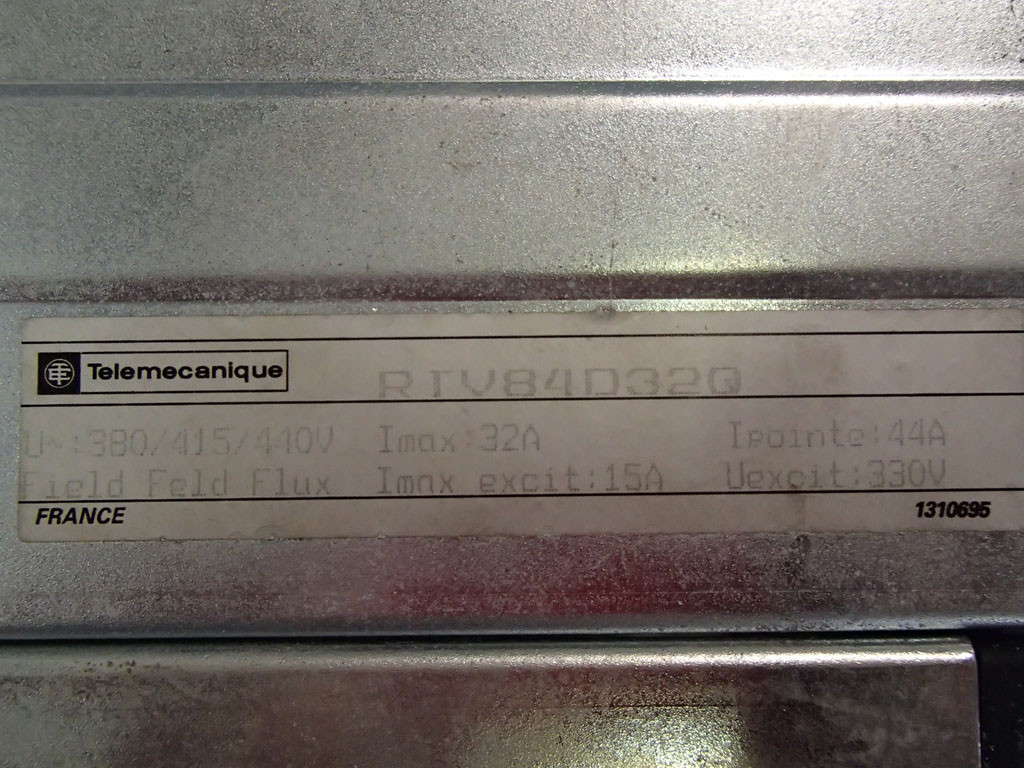 Telemecanique RTV84D32Q
U~:380/415/440V Imax:32A Ipointe:44A
Field Feld Flux Imax excit:15A Uexcit:330V
FRANCE 1310695